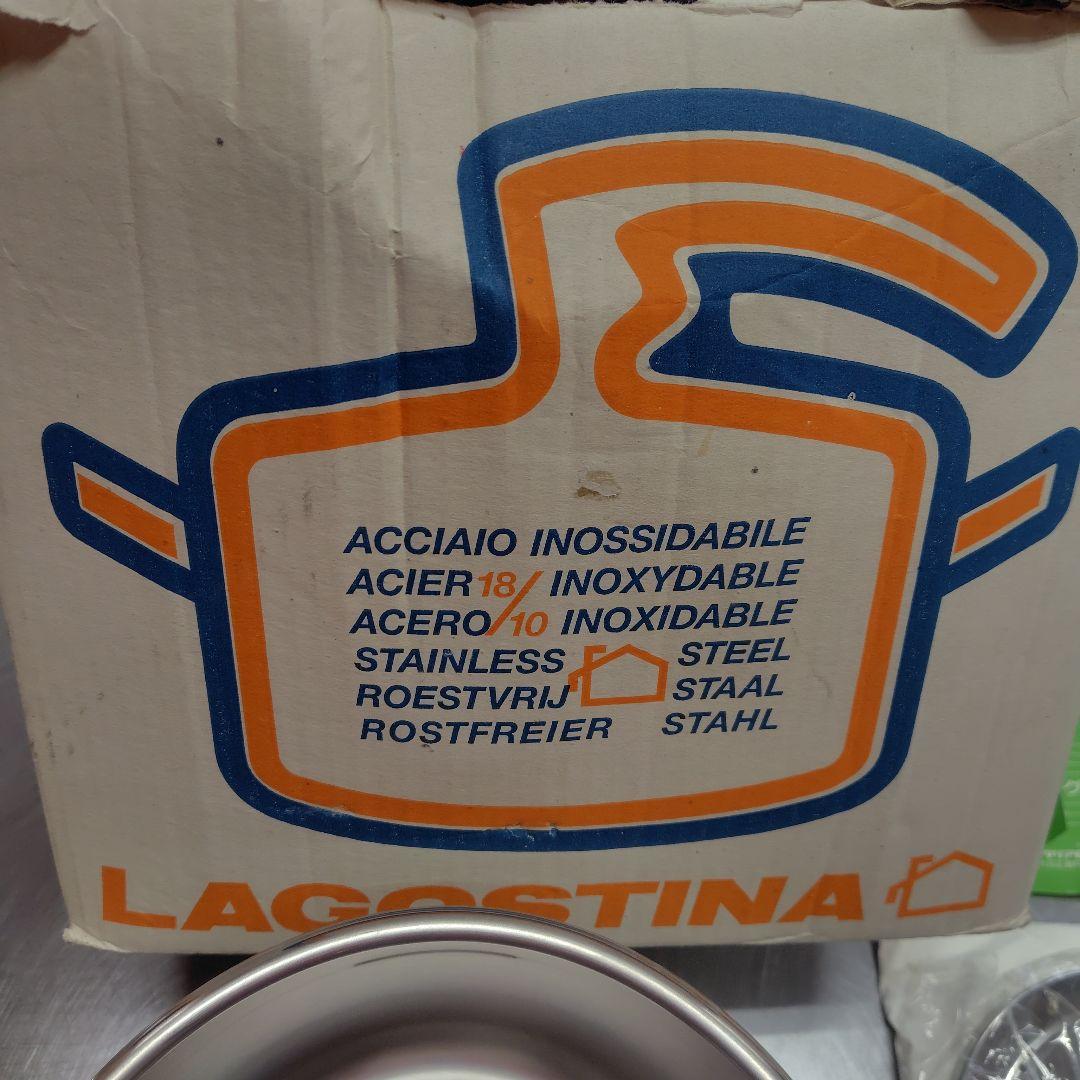 ACCIAIO INOSSIDABILE
ACIER 18/ INOXYDABLE
ACERO /10 INOXIDABLE
STAINLESS STEEL
ROESTVRIJ STAAL
ROSTFREIER STAHL
LAGOSTINA